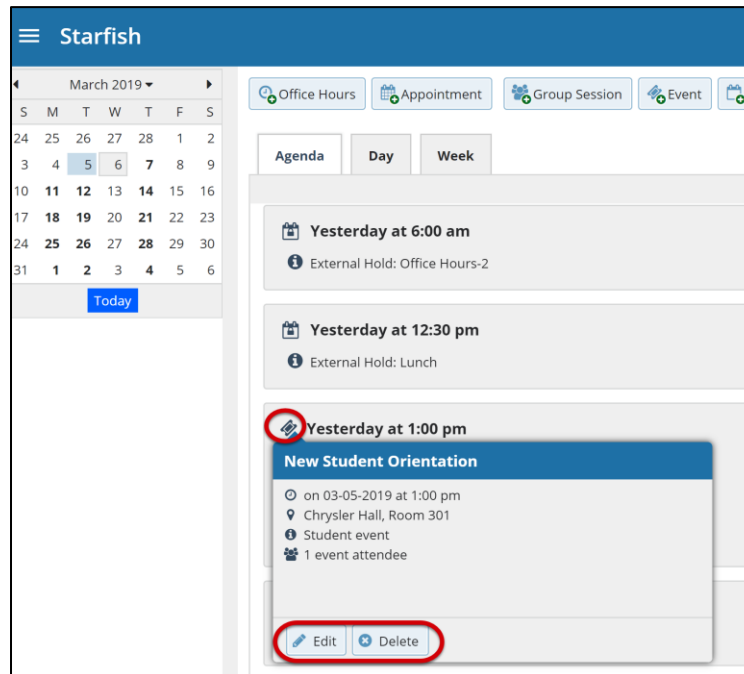 Starfish
March 2019
S M T W T F S
24 25 26 27 28 1 2
3 4 5 6 7 8 9
10 11 12 13 14 15 16
17 18 19 20 21 22 23
24 25 26 27 28 29 30
31 1 2 3 4 5 6
Today
Office Hours Appointment Group Session Event
Agenda Day Week
Yesterday at 6:00 am
External Hold: Office Hours-2
Yesterday at 12:30 pm
External Hold: Lunch
Yesterday at 1:00 pm
New Student Orientation
on 03-05-2019 at 1:00 pm
Chrysler Hall, Room 301
Student event
1 event attendee
Edit Delete